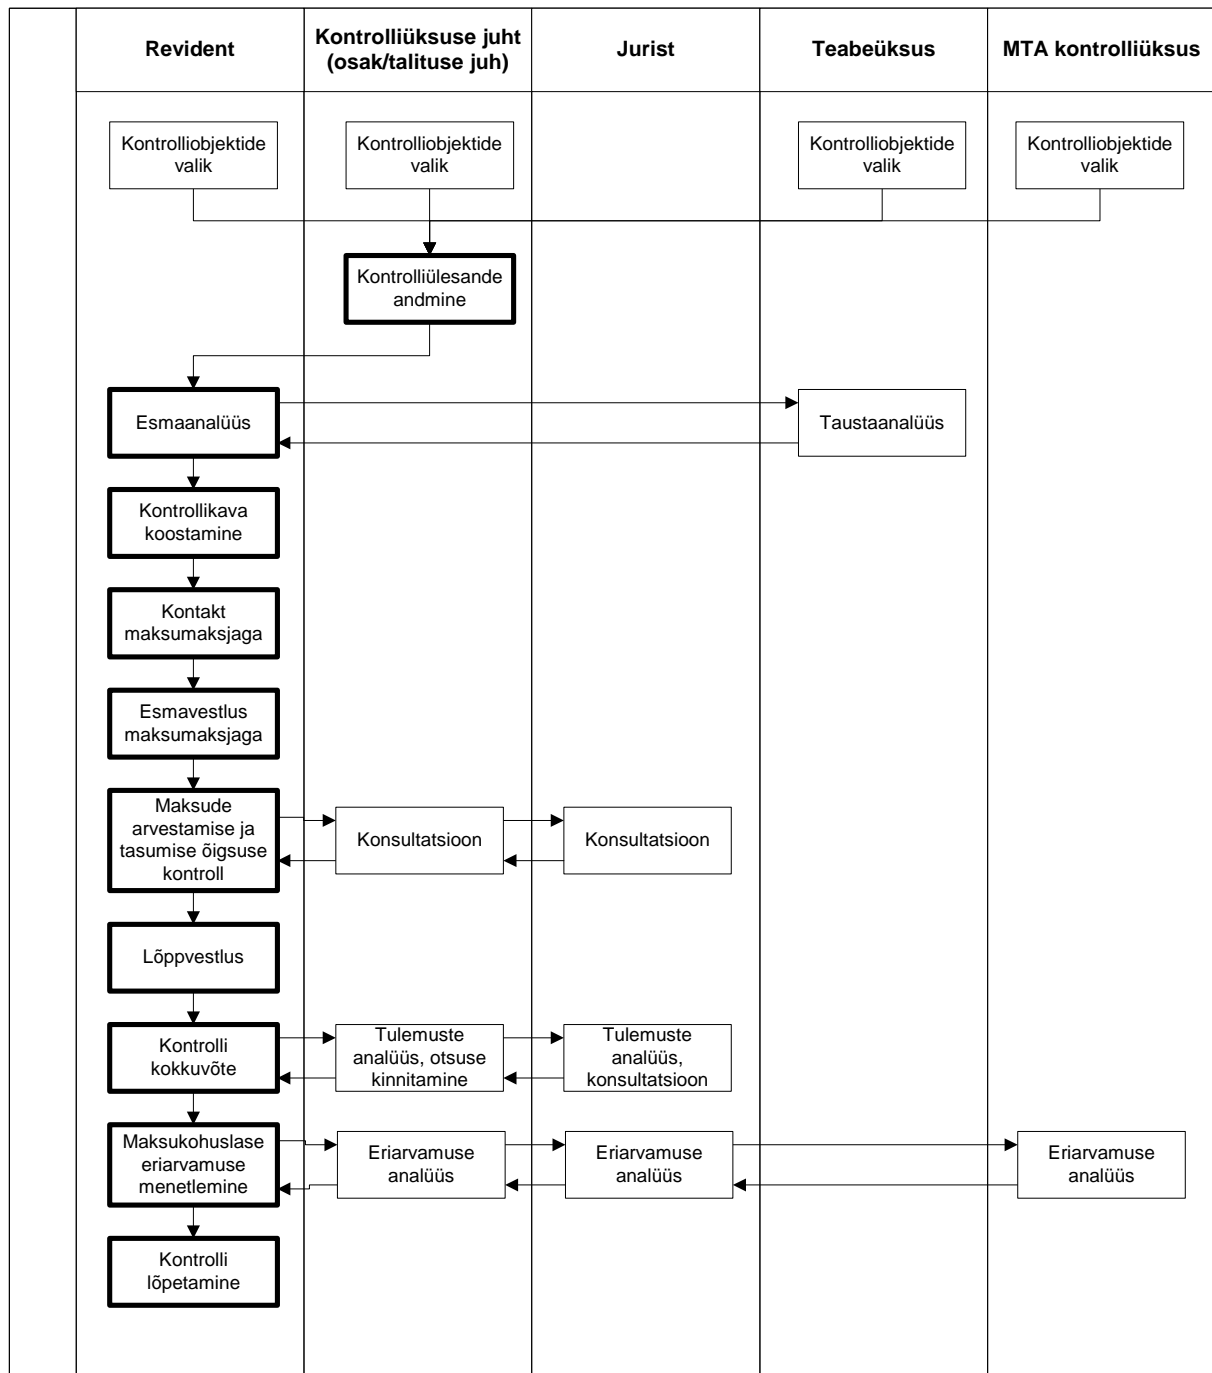 Revident
Kontrolliüksuse juht
(osak/talituse juh)
Jurist
Teabeüksus
MTA kontrolliüksus
Kontrolliobjektide
valik
Kontrolliobjektide
valik
Kontrolliobjektide
valik
Kontrolliobjektide
valik
Kontrolliülesande
andmine
Esmaanalüüs
Taustaanalüüs
Kontrollikava
koostamine
Kontakt
maksumaksjaga
Esmavestlus
maksumaksjaga
Maksude
arvestamise ja
tasumise õigsuse
kontroll
Konsultatsioon
Konsultatsioon
Lõppvestlus
Kontrolli
kokkuvõte
Tulemuste
analüüs, otsuse
kinnitamine
Tulemuste
analüüs,
konsultatsioon
Maksukohuslase
eriarvamuse
menetlemine
Eriarvamuse
analüüs
Eriarvamuse
analüüs
Eriarvamuse
analüüs
Kontrolli
lõpetamine